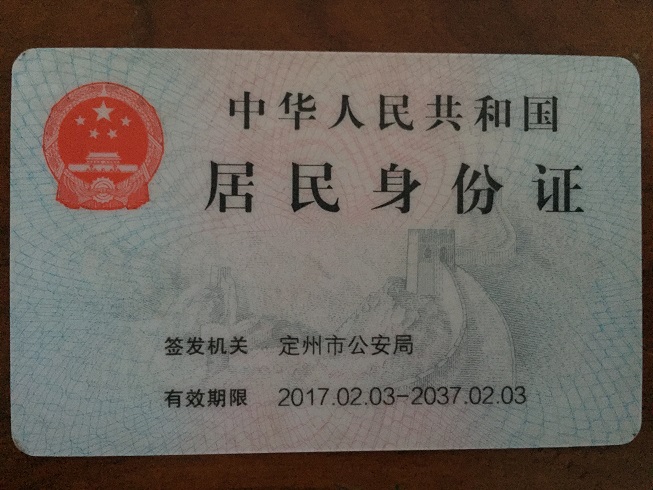 中华人民共和国
居民身份证
签发机关 定州市公安局
有效期限 2017.02.03-2037.02.03